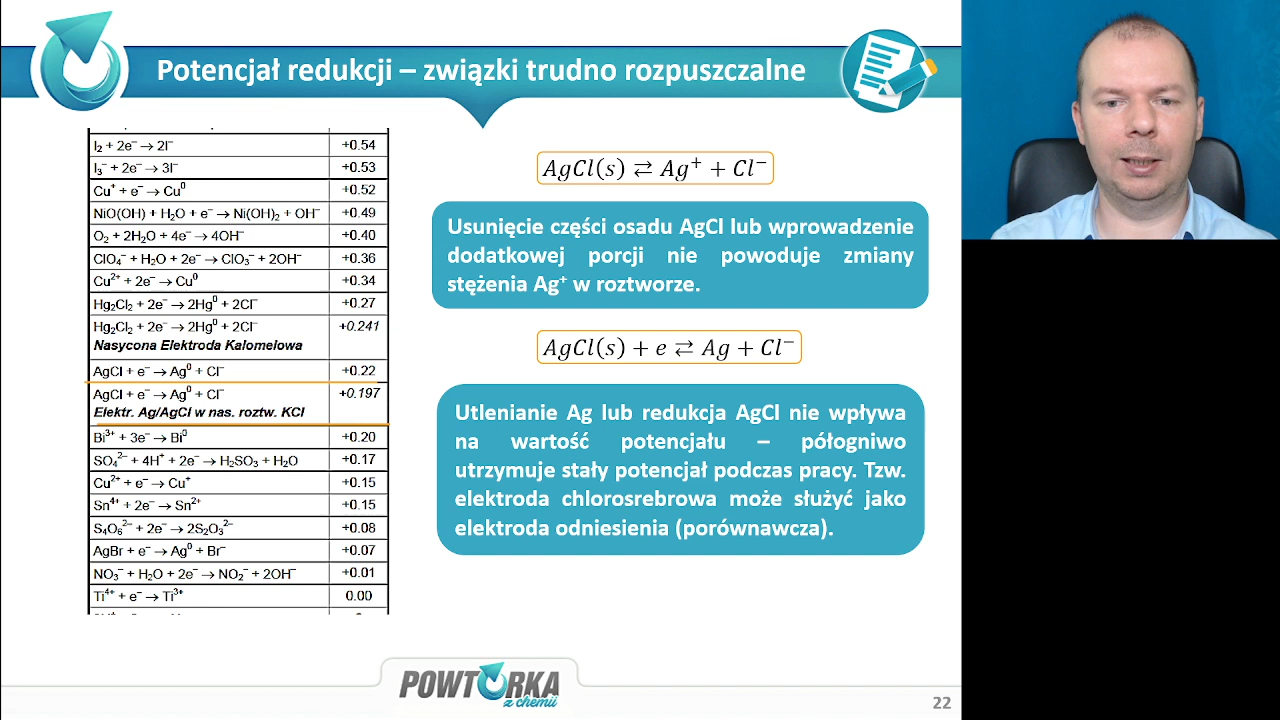 Potencjał redukcji – związki trudno rozpuszczalne
I₂ + 2e⁻ → 2I⁻ +0.54
I₃⁻ + 2e⁻ → 3I⁻ +0.53
Cu⁺ + e⁻ → Cu⁰ +0.52
NiO(OH) + H₂O + e⁻ → Ni(OH)₂ + OH⁻ +0.49
O₂ + 2H₂O + 4e⁻ → 4OH⁻ +0.40
ClO₄⁻ + H₂O + 2e⁻ → ClO₃⁻ + 2OH⁻ +0.36
Cu²⁺ + 2e⁻ → Cu⁰ +0.34
Hg₂Cl₂ + 2e⁻ → 2Hg⁰ + 2Cl⁻ +0.27
Hg₂Cl₂ + 2e⁻ → 2Hg⁰ + 2Cl⁻ +0.241
Nasycona Elektroda Kalomelowa
AgCl + e⁻ → Ag⁰ + Cl⁻ +0.22
AgCl + e⁻ → Ag⁰ + Cl⁻ +0.197
Elektr. Ag/AgCl w nas. roztw. KCl
Bi³⁺ + 3e⁻ → Bi⁰ +0.20
SO₄²⁻ + 4H⁺ + 2e⁻ → H₂SO₃ + H₂O +0.17
Cu²⁺ + e⁻ → Cu⁺ +0.15
Sn⁴⁺ + 2e⁻ → Sn²⁺ +0.15
S₄O₆²⁻ + 2e⁻ → 2S₂O₃²⁻ +0.08
AgBr + e⁻ → Ag⁰ + Br⁻ +0.07
NO₃⁻ + H₂O + 2e⁻ → NO₂⁻ + 2OH⁻ +0.01
Ti⁴⁺ + e⁻ → Ti³⁺ 0.00
AgCl(s) ⇄ Ag⁺ + Cl⁻
Usunięcie części osadu AgCl lub wprowadzenie
dodatkowej porcji nie powoduje zmiany
stężenia Ag⁺ w roztworze.
AgCl(s) + e ⇄ Ag + Cl⁻
Utlenianie Ag lub redukcja AgCl nie wpływa
na wartość potencjału – półogniwo
utrzymuje stały potencjał podczas pracy. Tzw.
elektroda chlorosrebrowa może służyć jako
elektroda odniesienia (porównawcza).
POWTÓRKA
z chemii
22